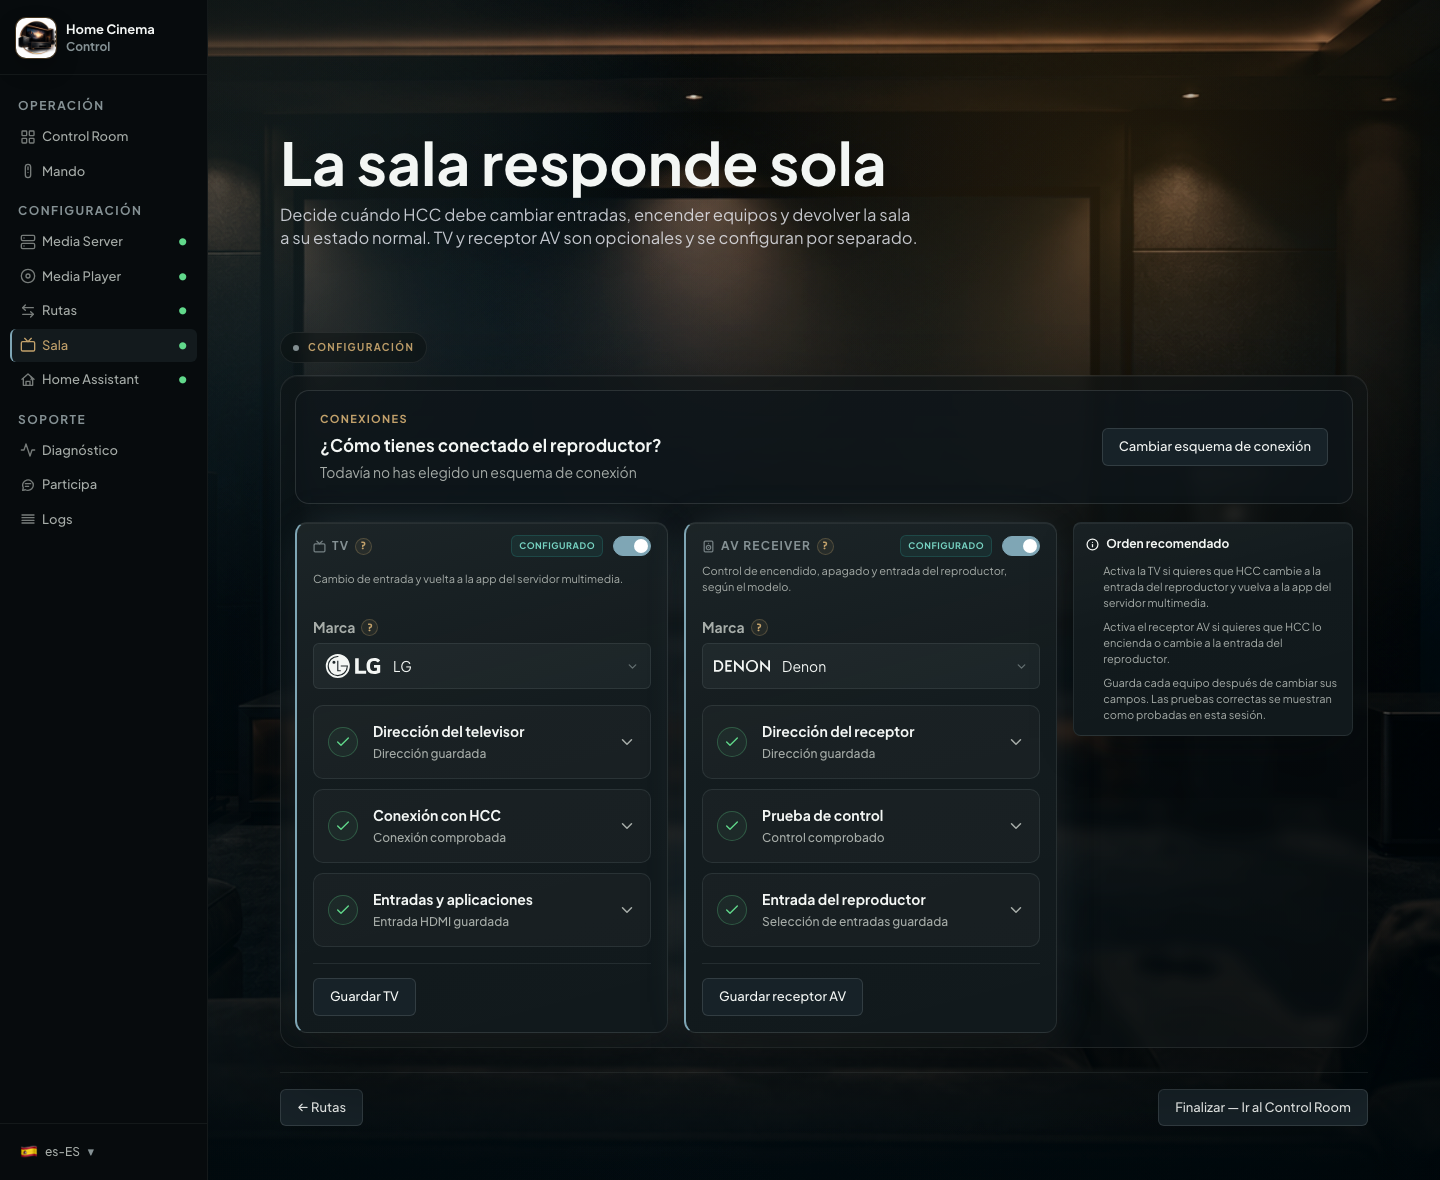 Home Cinema
Control
OPERACIÓN
Control Room
Mando
CONFIGURACIÓN
Media Server
Media Player
Rutas
Sala
Home Assistant
SOPORTE
Diagnóstico
Participa
Logs
es-ES ▾
La sala responde sola
Decide cuándo HCC debe cambiar entradas, encender equipos y devolver la sala
a su estado normal. TV y receptor AV son opcionales y se configuran por separado.
CONFIGURACIÓN
CONEXIONES
¿Cómo tienes conectado el reproductor?
Todavía no has elegido un esquema de conexión
Cambiar esquema de conexión
TV ?
CONFIGURADO
Cambio de entrada y vuelta a la app del servidor multimedia.
Marca ?
LG LG
Dirección del televisor
Dirección guardada
Conexión con HCC
Conexión comprobada
Entradas y aplicaciones
Entrada HDMI guardada
Guardar TV
AV RECEIVER ?
CONFIGURADO
Control de encendido, apagado y entrada del reproductor,
según el modelo.
Marca ?
DENON Denon
Dirección del receptor
Dirección guardada
Prueba de control
Control comprobado
Entrada del reproductor
Selección de entradas guardada
Guardar receptor AV
Orden recomendado
Activa la TV si quieres que HCC cambie a la
entrada del reproductor y vuelva a la app del
servidor multimedia.
Activa el receptor AV si quieres que HCC lo
encienda o cambie a la entrada del
reproductor.
Guarda cada equipo después de cambiar sus
campos. Las pruebas correctas se muestran
como probadas en esta sesión.
← Rutas
Finalizar — Ir al Control Room